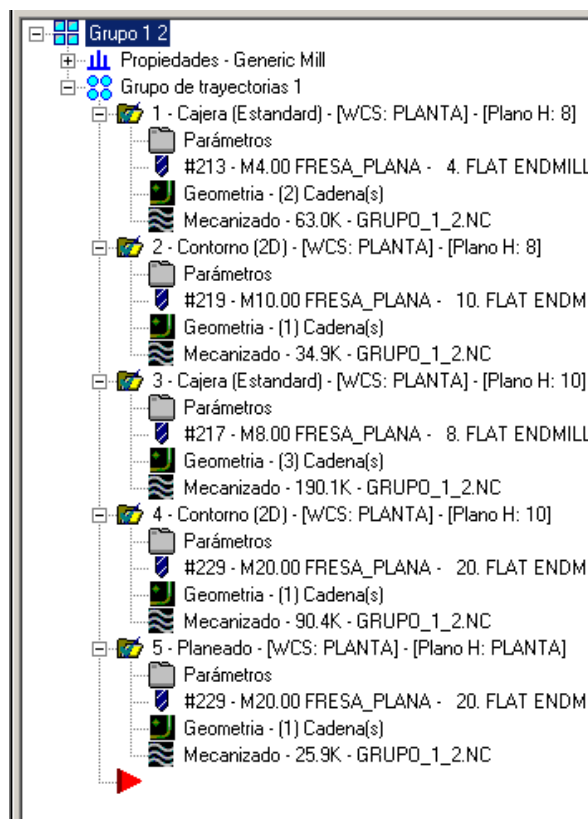 Grupo 1 2
Propiedades - Generic Mill
Grupo de trayectorias 1
1 - Cajera (Estandard) - [WCS: PLANTA] - [Plano H: 8]
Parámetros
#213 - M4.00 FRESA_PLANA - 4. FLAT ENDMILL
Geometria - (2) Cadena(s)
Mecanizado - 63.0K - GRUPO_1_2.NC
2 - Contorno (2D) - [WCS: PLANTA] - [Plano H: 8]
Parámetros
#219 - M10.00 FRESA_PLANA - 10. FLAT ENDM
Geometria - (1) Cadena(s)
Mecanizado - 34.9K - GRUPO_1_2.NC
3 - Cajera (Estandard) - [WCS: PLANTA] - [Plano H: 10]
Parámetros
#217 - M8.00 FRESA_PLANA - 8. FLAT ENDMILL
Geometria - (3) Cadena(s)
Mecanizado - 190.1K - GRUPO_1_2.NC
4 - Contorno (2D) - [WCS: PLANTA] - [Plano H: 10]
Parámetros
#229 - M20.00 FRESA_PLANA - 20. FLAT ENDM
Geometria - (1) Cadena(s)
Mecanizado - 90.4K - GRUPO_1_2.NC
5 - Planeado - [WCS: PLANTA] - [Plano H: PLANTA]
Parámetros
#229 - M20.00 FRESA_PLANA - 20. FLAT ENDM
Geometria - (1) Cadena(s)
Mecanizado - 25.9K - GRUPO_1_2.NC